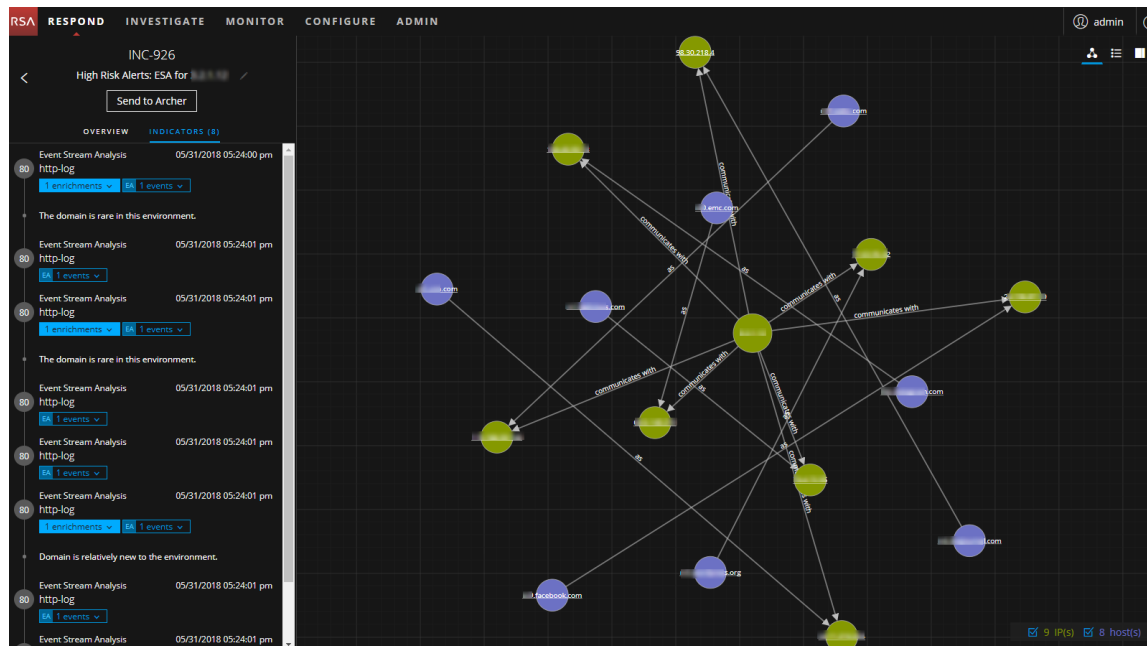 RSA RESPOND INVESTIGATE MONITOR CONFIGURE ADMIN admin
INC-926
High Risk Alerts: ESA for
Send to Archer
OVERVIEW INDICATORS (8)
Event Stream Analysis 05/31/2018 05:24:00 pm
80 http-log
1 enrichments EA 1 events
The domain is rare in this environment.
Event Stream Analysis 05/31/2018 05:24:01 pm
80 http-log
EA 1 events
Event Stream Analysis 05/31/2018 05:24:01 pm
80 http-log
1 enrichments EA 1 events
The domain is rare in this environment.
Event Stream Analysis 05/31/2018 05:24:01 pm
80 http-log
EA 1 events
Event Stream Analysis 05/31/2018 05:24:01 pm
80 http-log
EA 1 events
Event Stream Analysis 05/31/2018 05:24:01 pm
80 http-log
1 enrichments EA 1 events
Domain is relatively new to the environment.
Event Stream Analysis 05/31/2018 05:24:01 pm
80 http-log
EA 1 events
Event Stream Analysis 05/31/2018 05:24:01 pm
98.30.218.4
.com
communicates with
.emc.com
communicates with
as
as
.com
.com
communicates with
as
as
communicates with
communicates with
communicates with
communicates with
.com
as
as
communicates with
.com
.org
.facebook.com
9 IP(s) 8 host(s)